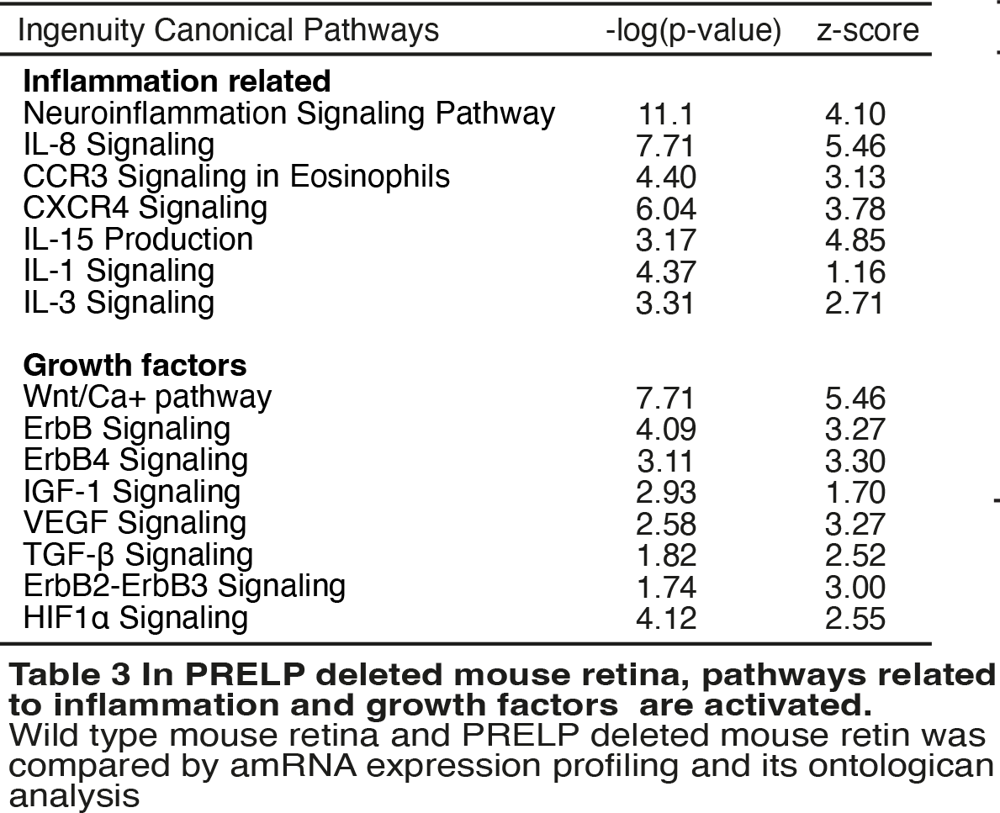 Ingenuity Canonical Pathways -log(p-value) z-score
Inflammation related
Neuroinflammation Signaling Pathway 11.1 4.10
IL-8 Signaling 7.71 5.46
CCR3 Signaling in Eosinophils 4.40 3.13
CXCR4 Signaling 6.04 3.78
IL-15 Production 3.17 4.85
IL-1 Signaling 4.37 1.16
IL-3 Signaling 3.31 2.71
Growth factors
Wnt/Ca+ pathway 7.71 5.46
ErbB Signaling 4.09 3.27
ErbB4 Signaling 3.11 3.30
IGF-1 Signaling 2.93 1.70
VEGF Signaling 2.58 3.27
TGF-β Signaling 1.82 2.52
ErbB2-ErbB3 Signaling 1.74 3.00
HIF1α Signaling 4.12 2.55
Table 3 In PRELP deleted mouse retina, pathways related
to inflammation and growth factors  are activated.
Wild type mouse retina and PRELP deleted mouse retin was
compared by amRNA expression profiling and its ontologican
analysis